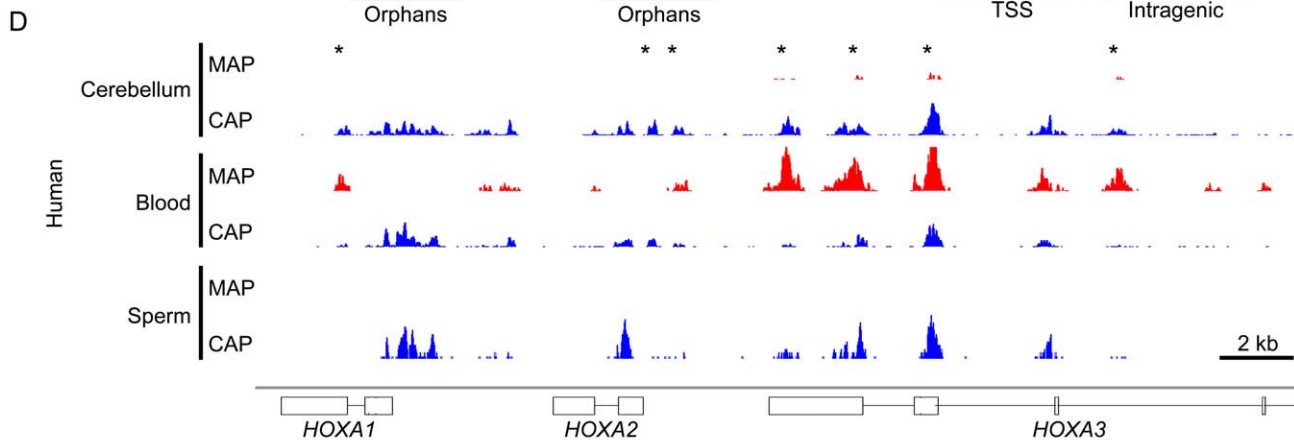 D
Orphans Orphans TSS Intragenic
* * * * * * *
Human
Cerebellum
MAP
CAP
Blood
MAP
CAP
Sperm
MAP
CAP
2 kb
HOXA1 HOXA2 HOXA3